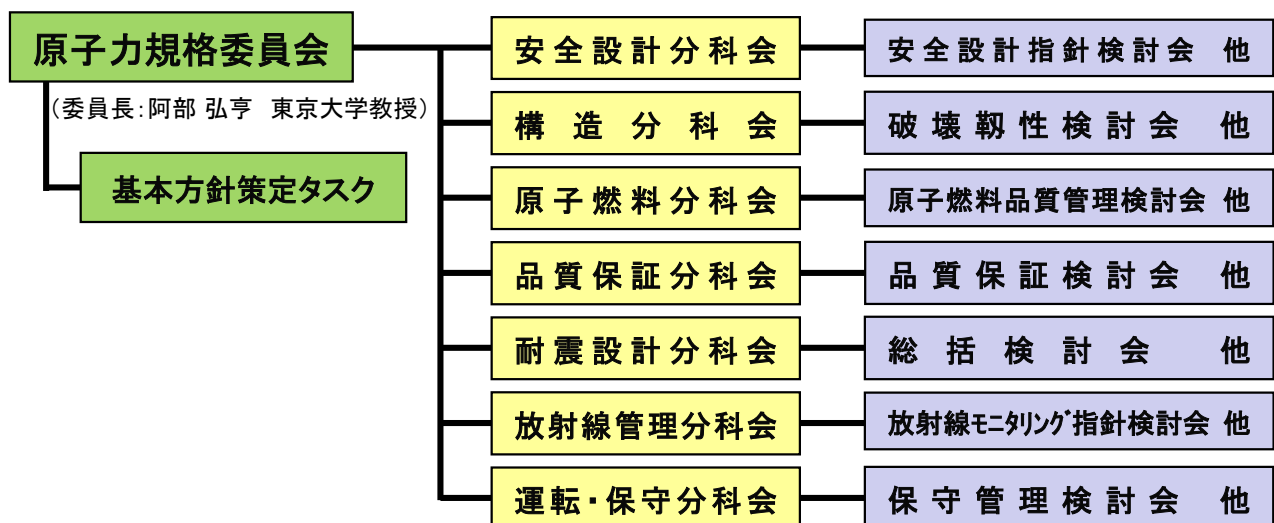 原子力規格委員会
(委員長:阿部 弘亨 東京大学教授)
基本方針策定タスク
安全設計分科会 安全設計指針検討会 他
構造分科会 破壊靱性検討会 他
原子燃料分科会 原子燃料品質管理検討会 他
品質保証分科会 品質保証検討会 他
耐震設計分科会 総括検討会 他
放射線管理分科会 放射線モニタリング指針検討会 他
運転・保守分科会 保守管理検討会 他